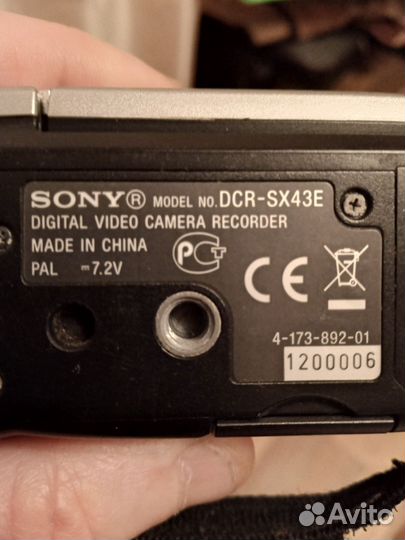 SONY® MODEL NO. DCR-SX43E
DIGITAL VIDEO CAMERA RECORDER
MADE IN CHINA
PAL ⎓7.2V
PCT
CE
4-173-892-01
1200006
Avito